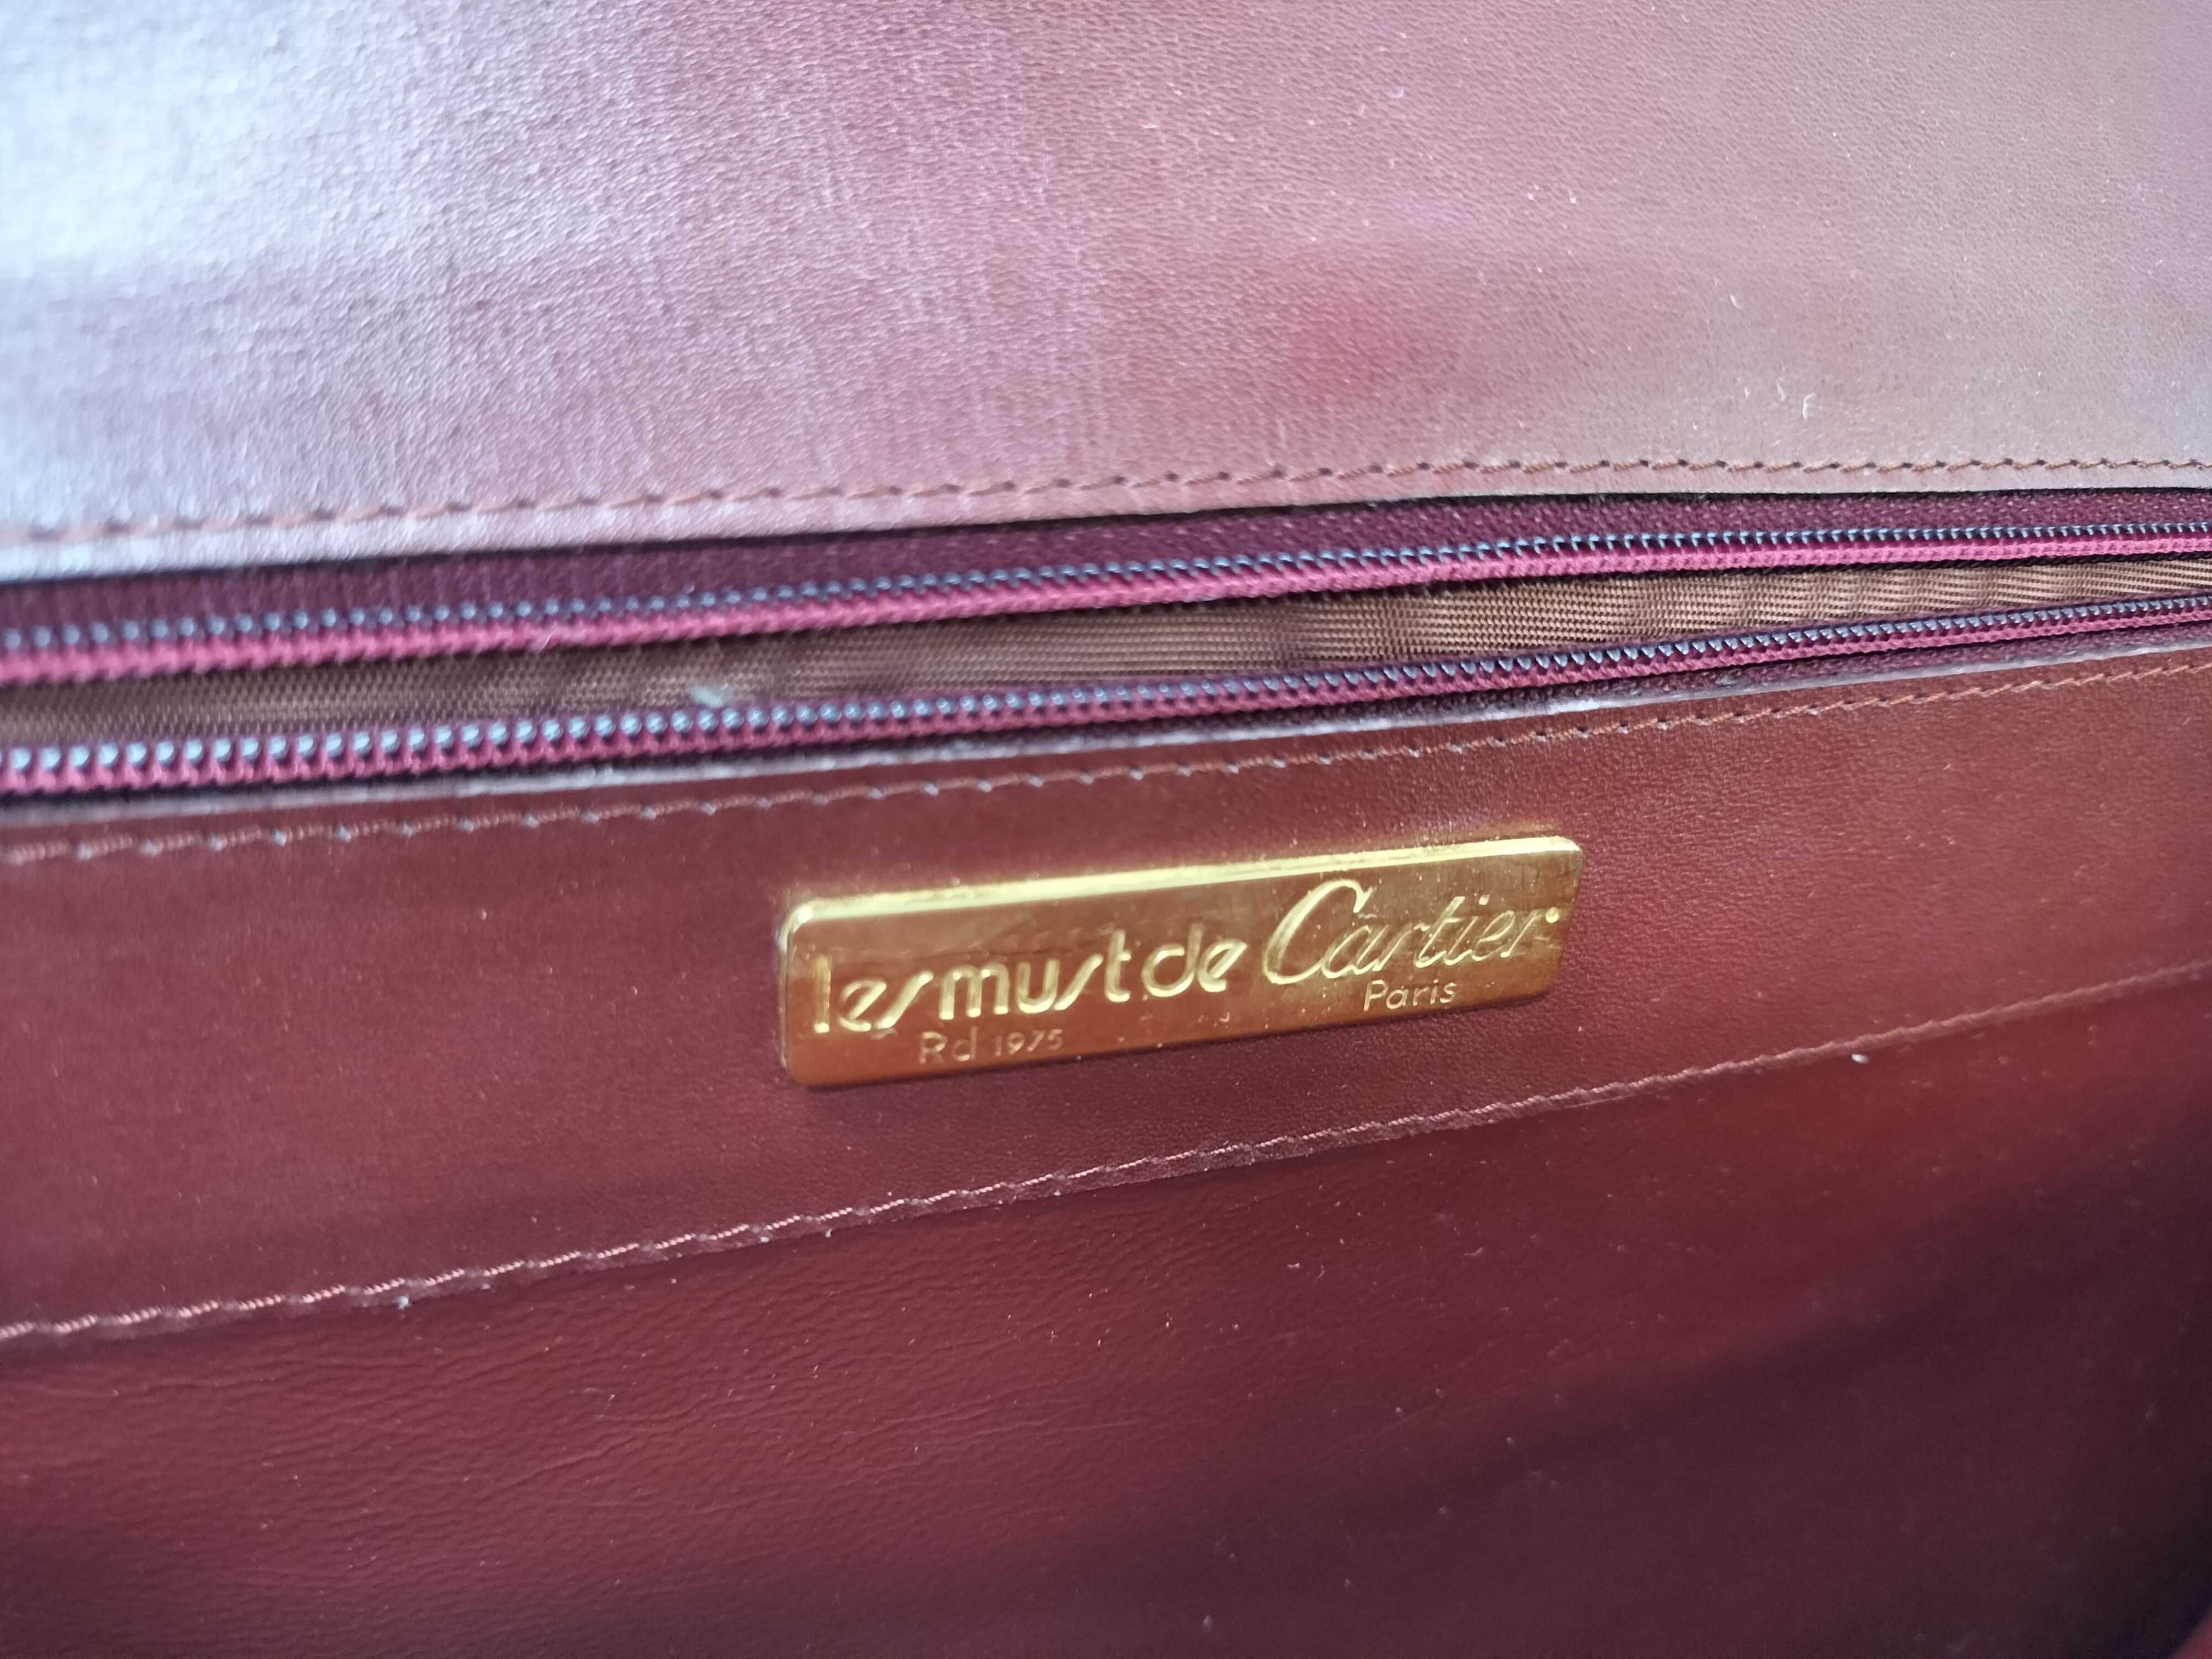 les must de Cartier
Paris
Rd 1975